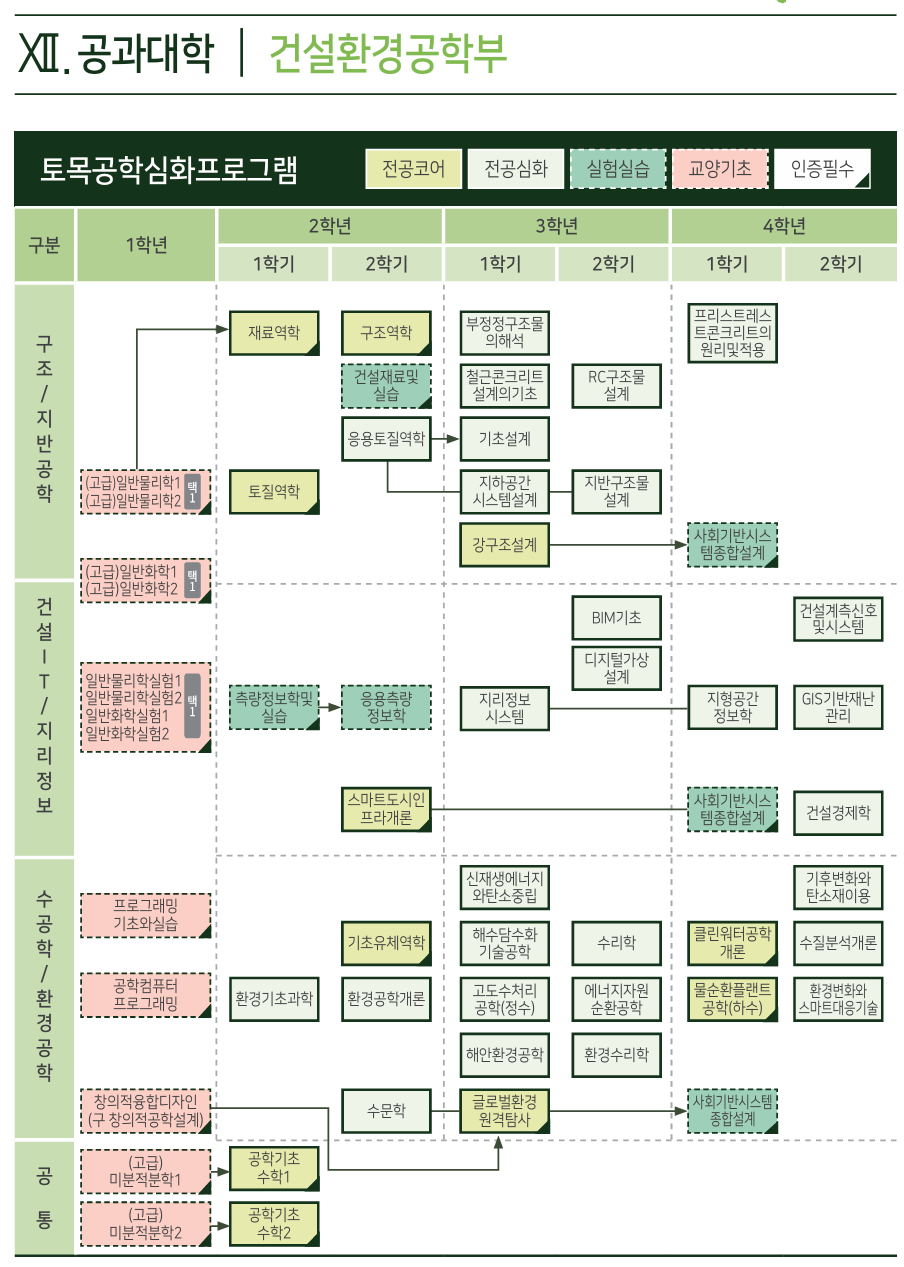 XII. 공과대학 | 건설환경공학부
토목공학심화프로그램
전공코어
전공심화
실험실습
교양기초
인증필수
구분
1학년
2학년
3학년
4학년
1학기
2학기
1학기
2학기
1학기
2학기
구조/지반공학
재료역학
구조역학
부정정구조물
의해석
프리스트레스
트콘크리트의
원리및적용
건설재료및
실습
철근콘크리트
설계의기초
RC구조물
설계
응용토질역학
기초설계
(고급)일반물리학1
(고급)일반물리학2
택1
토질역학
지하공간
시스템설계
지반구조물
설계
강구조설계
사회기반시스
템종합설계
(고급)일반화학1
(고급)일반화학2
택1
건설IT/지리정보
BIM기초
건설계측신호
및시스템
디지털가상
설계
일반물리학실험1
일반물리학실험2
일반화학실험1
일반화학실험2
택1
측량정보학및
실습
응용측량
정보학
지리정보
시스템
지형공간
정보학
GIS기반재난
관리
스마트도시인
프라개론
사회기반시스
템종합설계
건설경제학
수공학/환경공학
신재생에너지
와탄소중립
기후변화와
탄소재이용
프로그래밍
기초와실습
기초유체역학
해수담수화
기술공학
수리학
클린워터공학
개론
수질분석개론
공학컴퓨터
프로그래밍
환경기초과학
환경공학개론
고도수처리
공학(정수)
에너지자원
순환공학
물순환플랜트
공학(하수)
환경변화와
스마트대응기술
해안환경공학
환경수리학
창의적융합디자인
(구 창의적공학설계)
수문학
글로벌환경
원격탐사
사회기반시스템
종합설계
공통
(고급)
미분적분학1
공학기초
수학1
(고급)
미분적분학2
공학기초
수학2